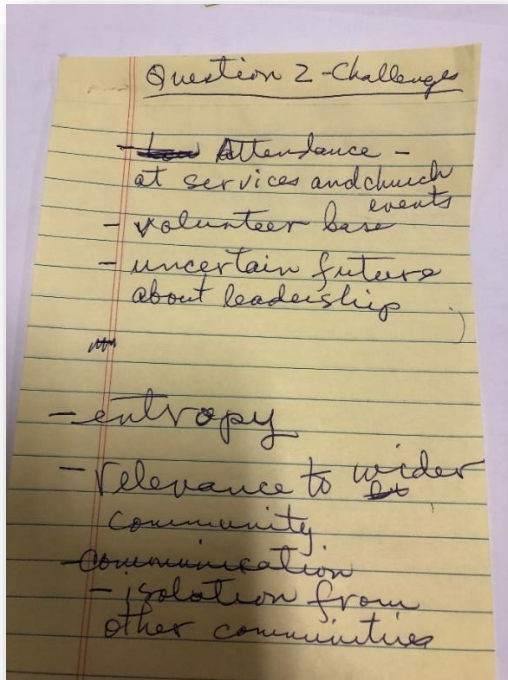 Question 2 - Challenges
- Attendance -
at services and church
events
- volunteer base
- uncertain future
about leadership
- entropy
- relevance to wider
community
- communication
- isolation from
other communities